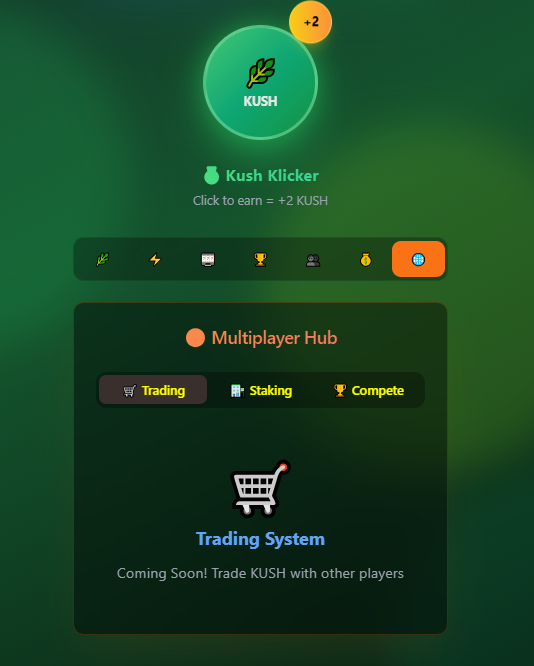 +2
KUSH
Kush Klicker
Click to earn = +2 KUSH
Multiplayer Hub
Trading Staking Compete
Trading System
Coming Soon! Trade KUSH with other players